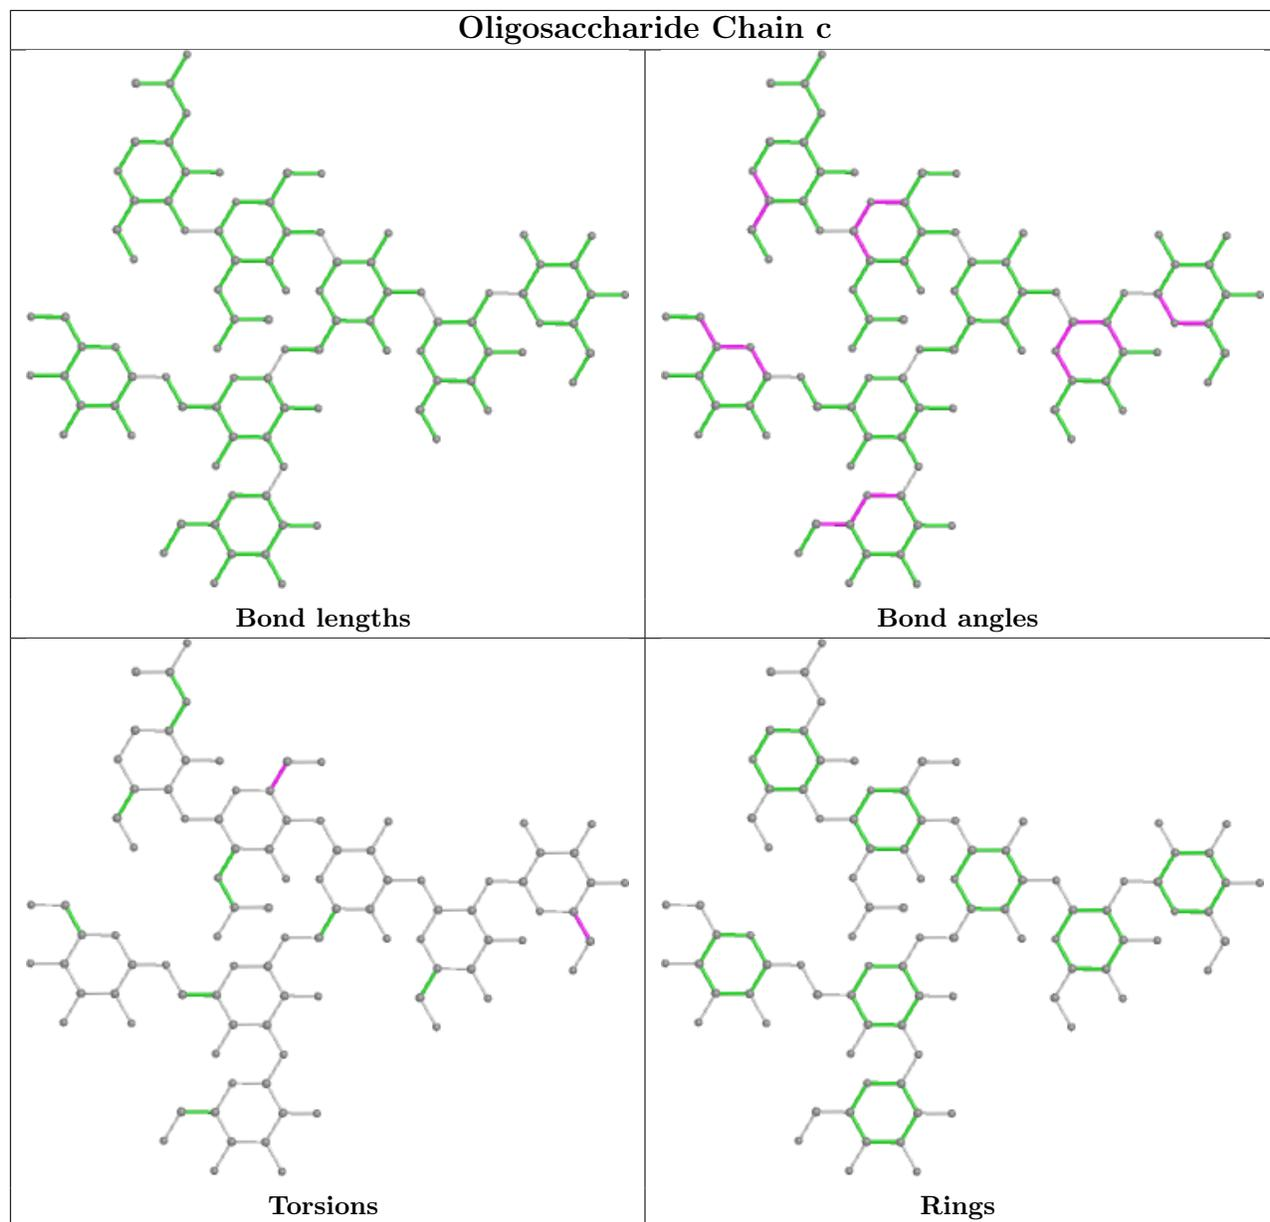 Oligosaccharide Chain c
Bond lengths
Bond angles
Torsions
Rings